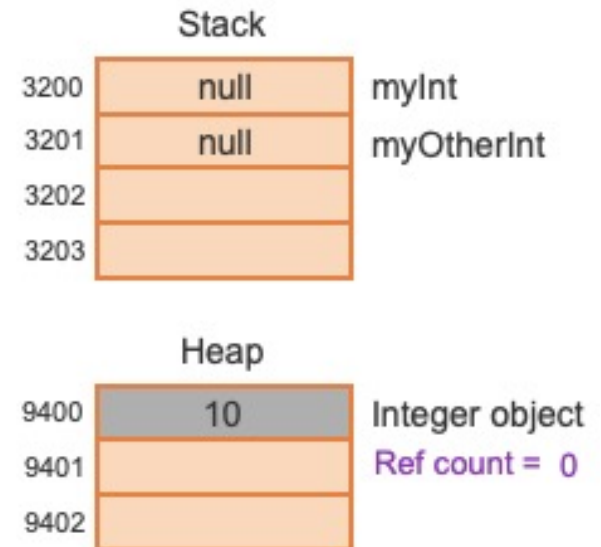 Stack
3200 null myInt
3201 null myOtherInt
3202
3203
Heap
9400 10 Integer object
9401 Ref count = 0
9402